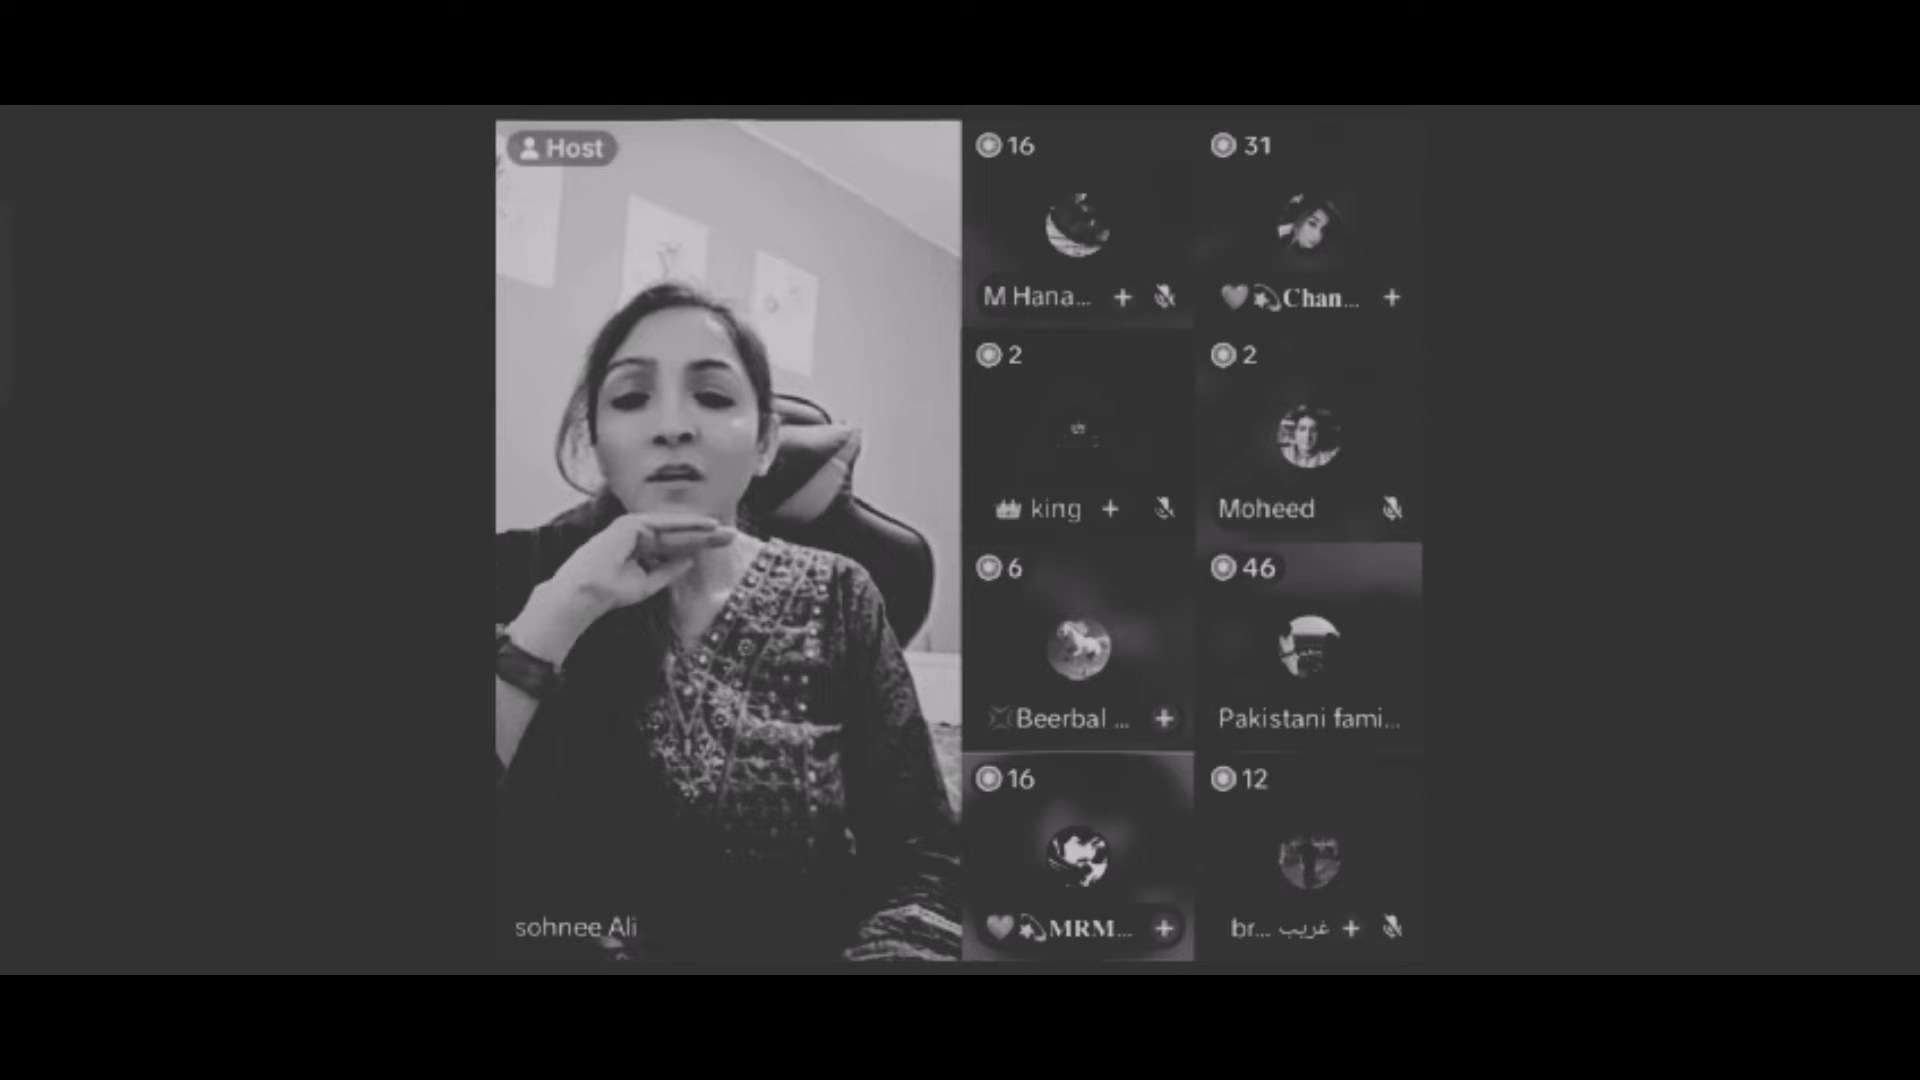 Host
16
31
M Hana...
Chan...
2
2
king
Moheed
6
46
Beerbal ...
Pakistani fami...
16
12
sohnee Ali
MRM...
br... غريب